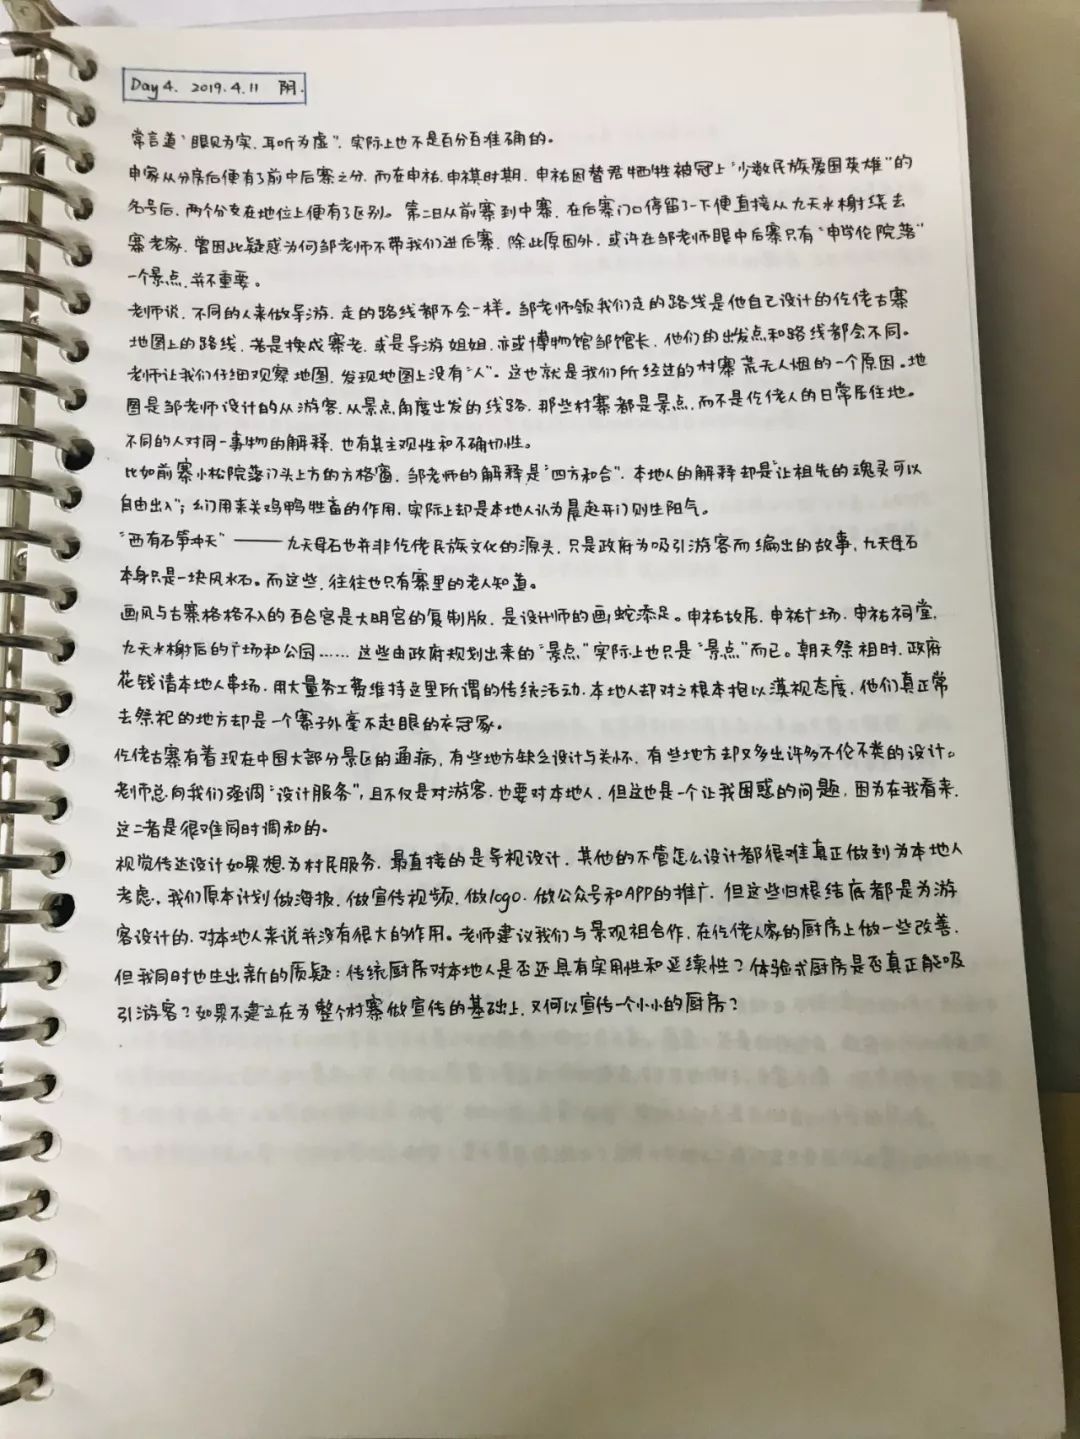 Day 4. 2019.4.11 阴.
常言道“眼见为实,耳听为虚”,实际上也不是百分百准确的。
申家从分房后便有了前中后寨之分,而在申祐、申祺时期,申祐因替君牺牲被冠上“少数民族爱国英雄”的
名号后,两个分支在地位上便有了区别。第二日从前寨到中寨,在后寨门口停留了一下便直接从九天水榭绕去
寨老家,曾因此疑惑为何邹老师不带我们进后寨,除此原因外,或许在邹老师眼中后寨只有“申学伦院落”
一个景点,并不重要。
老师说,不同的人来做导游,走的路线都不会一样。邹老师领我们走的路线是他自己设计的仡佬古寨
地图上的路线,若是换成寨老,或是导游姐姐,亦或博物馆邹馆长,他们的出发点和路线都会不同。
老师让我们仔细观察地图,发现地图上没有“人”。这也就是我们所经过的村寨荒无人烟的一个原因。地
图是邹老师设计的从游客、从景点角度出发的线路,那些村寨都是景点,而不是仡佬人的日常居住地。
不同的人对同一事物的解释,也有其主观性和不确切性。
比如前寨小松院落门头上方的方格窗,邹老师的解释是“四方和合”,本地人的解释却是“让祖先的魂灵可以
自由出入”;幺门用来关鸡鸭牲畜的作用,实际上却是本地人认为晨起开门则生阳气。
“西有石笋冲天”——九天母石也并非仡佬民族文化的源头,只是政府为吸引游客而编出的故事,九天母石
本身只是一块风水石。而这些,往往也只有寨里的老人知道。
画风与古寨格格不入的百合宫是大明宫的复制版,是设计师的画蛇添足。申祐故居、申祐广场、申祐祠堂、
九天水榭后的广场和公园……这些由政府规划出来的“景点”实际上也只是“景点”而已。朝天祭祖时,政府
花钱请本地人串场,用大量务工费维持这里所谓的传统活动,本地人却对之根本抱以漠视态度,他们真正常
去祭祀的地方却是一个寨子外毫不起眼的衣冠冢。
仡佬古寨有着现在中国大部分景区的通病,有些地方缺乏设计与关怀,有些地方却又多出许多不伦不类的设计。
老师总向我们强调“设计服务”,且不仅是对游客,也要对本地人,但这也是一个让我困惑的问题,因为在我看来,
这二者是很难同时调和的。
视觉传达设计如果想为村民服务,最直接的是导视设计,其他的不管怎么设计都很难真正做到为本地人
考虑,我们原本计划做海报、做宣传视频、做logo、做公众号和APP的推广,但这些归根结底都是为游
客设计的,对本地人来说并没有很大的作用。老师建议我们与景观组合作,在仡佬人家的厨房上做一些改善,
但我同时也生出新的质疑:传统厨房对本地人是否还具有实用性和延续性?体验式厨房是否真正能吸
引游客?如果不建立在为整个村寨做宣传的基础上,又何以宣传一个小小的厨房?